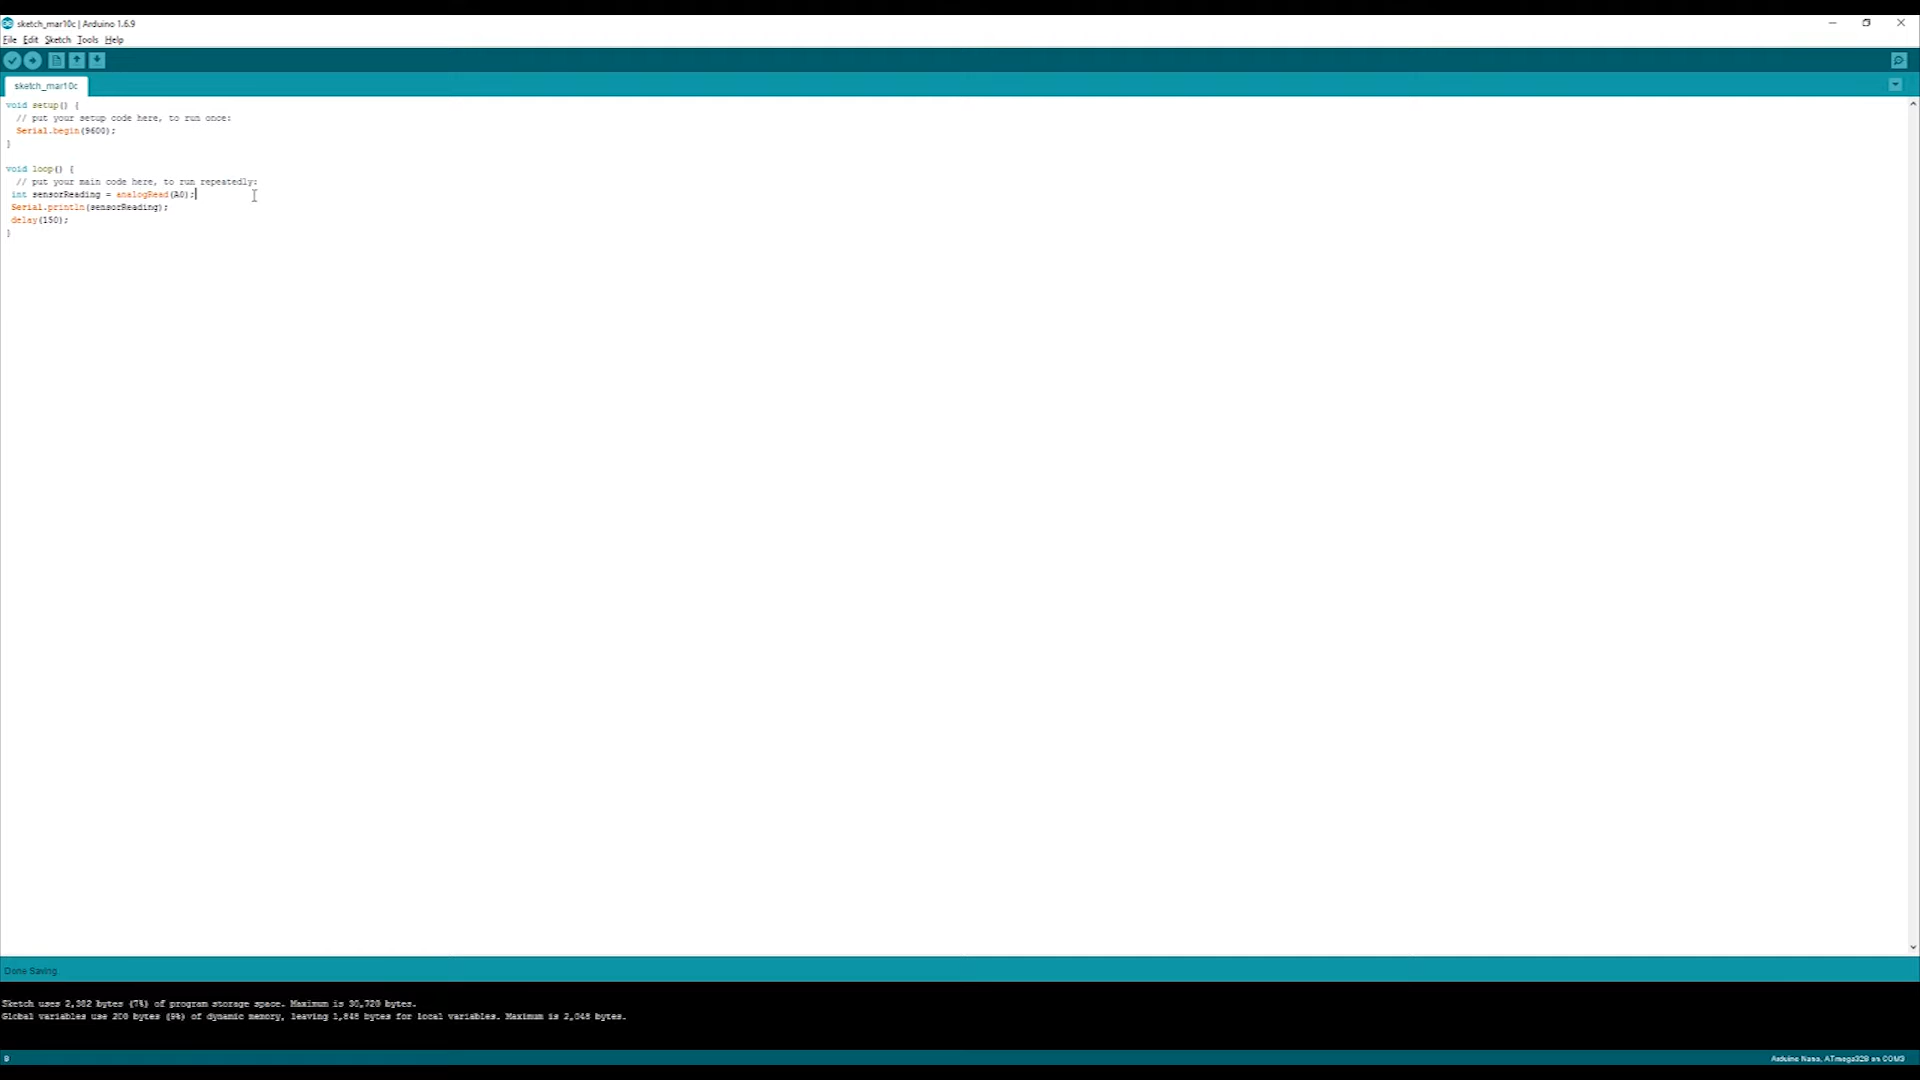 sketch_mar10c | Arduino 1.6.9
File Edit Sketch Tools Help
sketch_mar10c
void setup() {
// put your setup code here, to run once:
Serial.begin(9600);
}
void loop() {
// put your main code here, to run repeatedly:
int sensorReading = analogRead(A0);
Serial.println(sensorReading);
delay(150);
}
Done Saving.
Sketch uses 2,382 bytes (7%) of program storage space. Maximum is 30,720 bytes.
Global variables use 200 bytes (9%) of dynamic memory, leaving 1,848 bytes for local variables. Maximum is 2,048 bytes.
8
Arduino Nano, ATmega328 on COM3